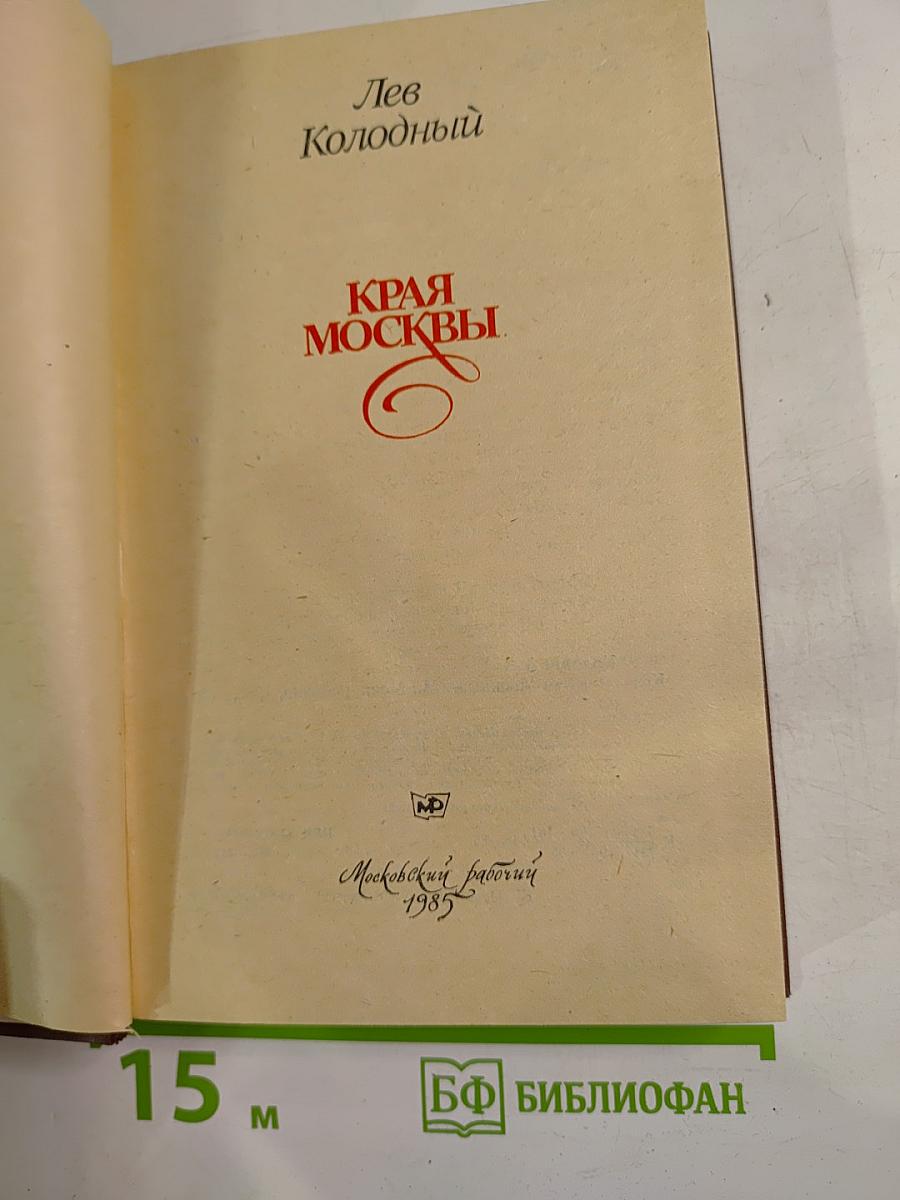 Лев
Колодный
КРАЯ
МОСКВЫ
МР
Московский рабочий
1985
15 м
БФ БИБЛИОФАН